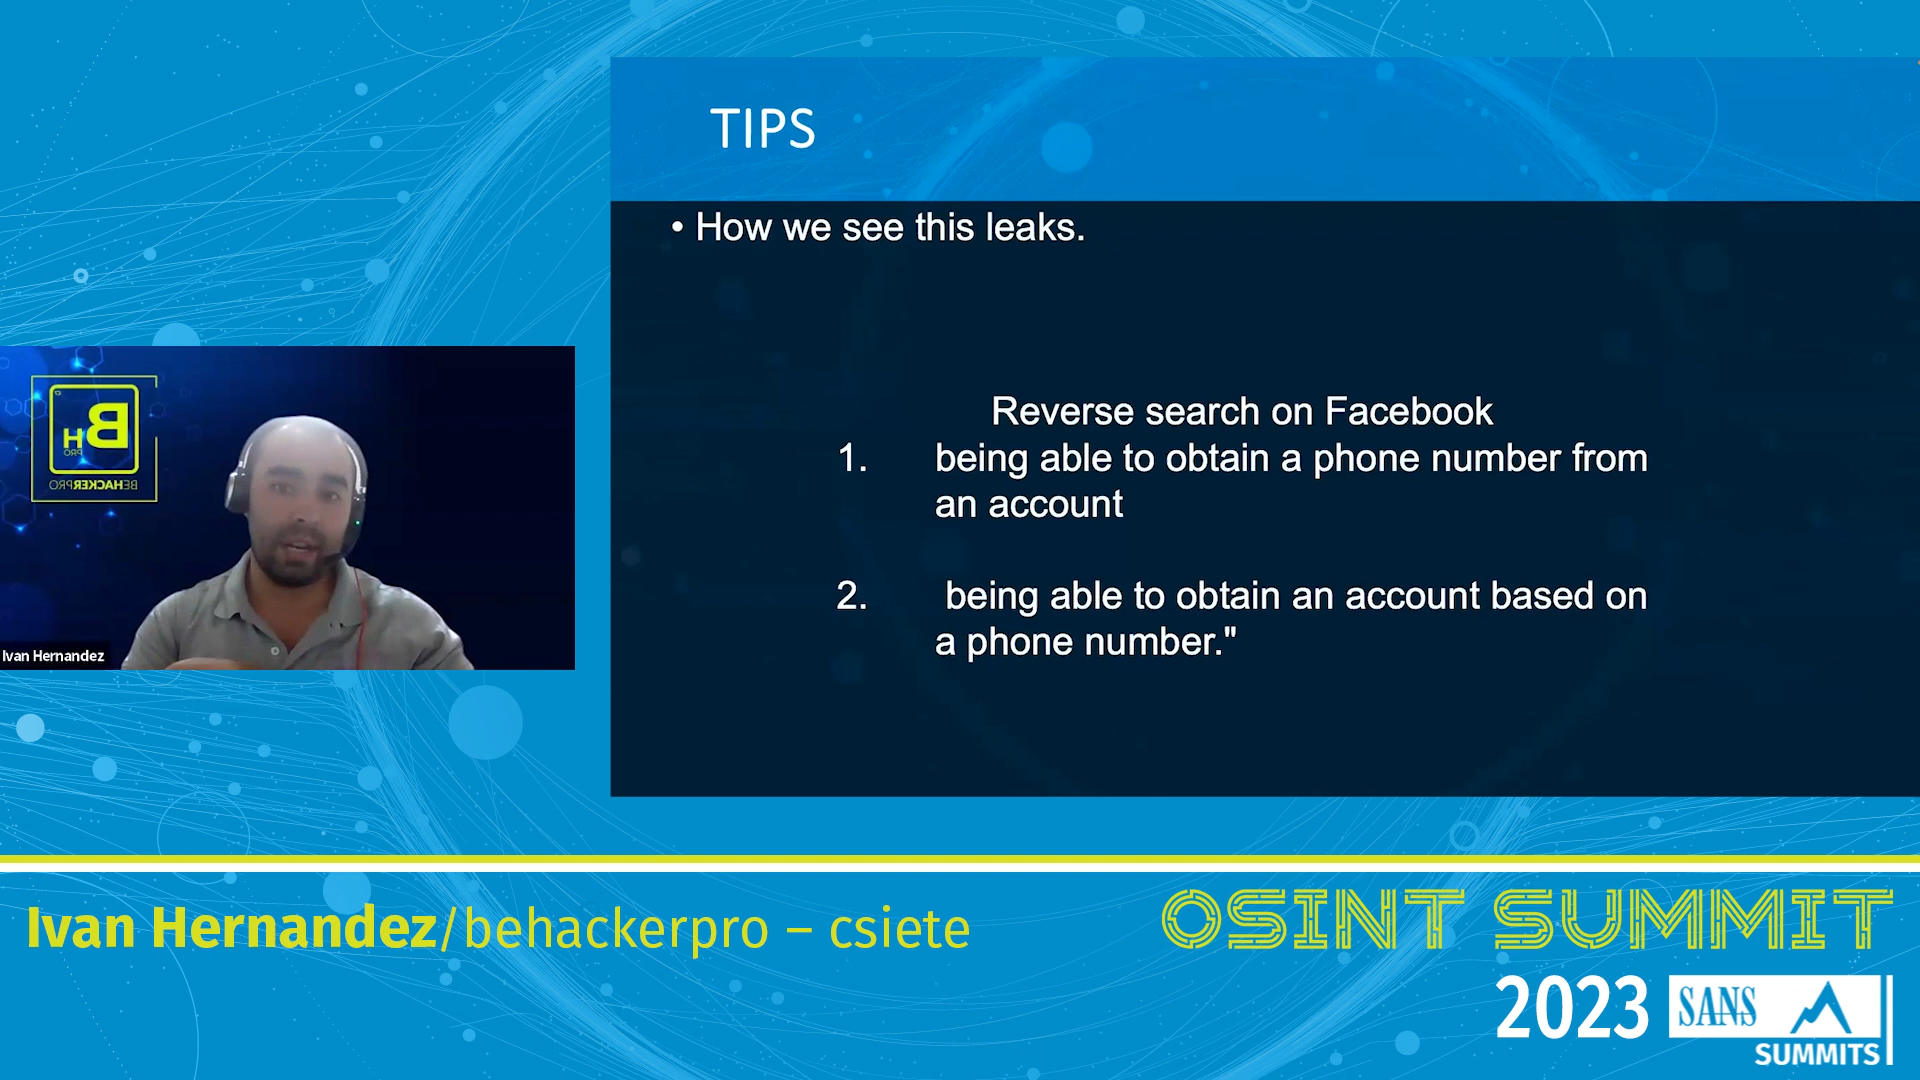 TIPS
• How we see this leaks.
Reverse search on Facebook
1. being able to obtain a phone number from
an account
2. being able to obtain an account based on
a phone number."
BH
PRO
BEHACKERPRO
Ivan Hernandez
Ivan Hernandez/behackerpro – csiete
OSINT SUMMIT
2023
SANS
SUMMITS